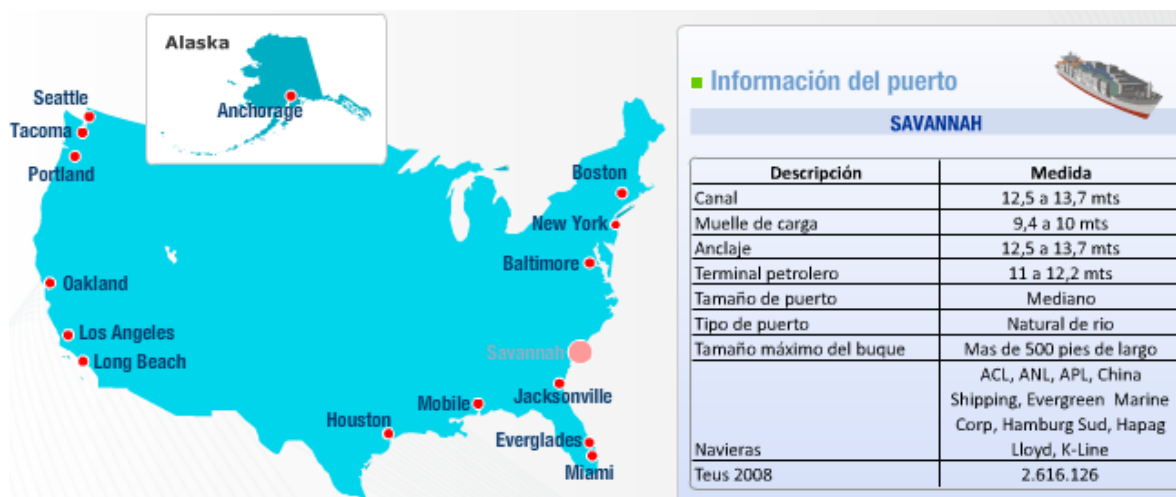 Alaska
Anchorage
Seattle
Tacoma
Portland
Boston
New York
Baltimore
Oakland
Los Angeles
Long Beach
Savannah
Jacksonville
Mobile
Houston
Everglades
Miami
Información del puerto
SAVANNAH
Descripción Medida
Canal 12,5 a 13,7 mts
Muelle de carga 9,4 a 10 mts
Anclaje 12,5 a 13,7 mts
Terminal petrolero 11 a 12,2 mts
Tamaño de puerto Mediano
Tipo de puerto Natural de rio
Tamaño máximo del buque Mas de 500 pies de largo
ACL, ANL, APL, China
Shipping, Evergreen Marine
Corp, Hamburg Sud, Hapag
Navieras Lloyd, K-Line
Teus 2008 2.616.126